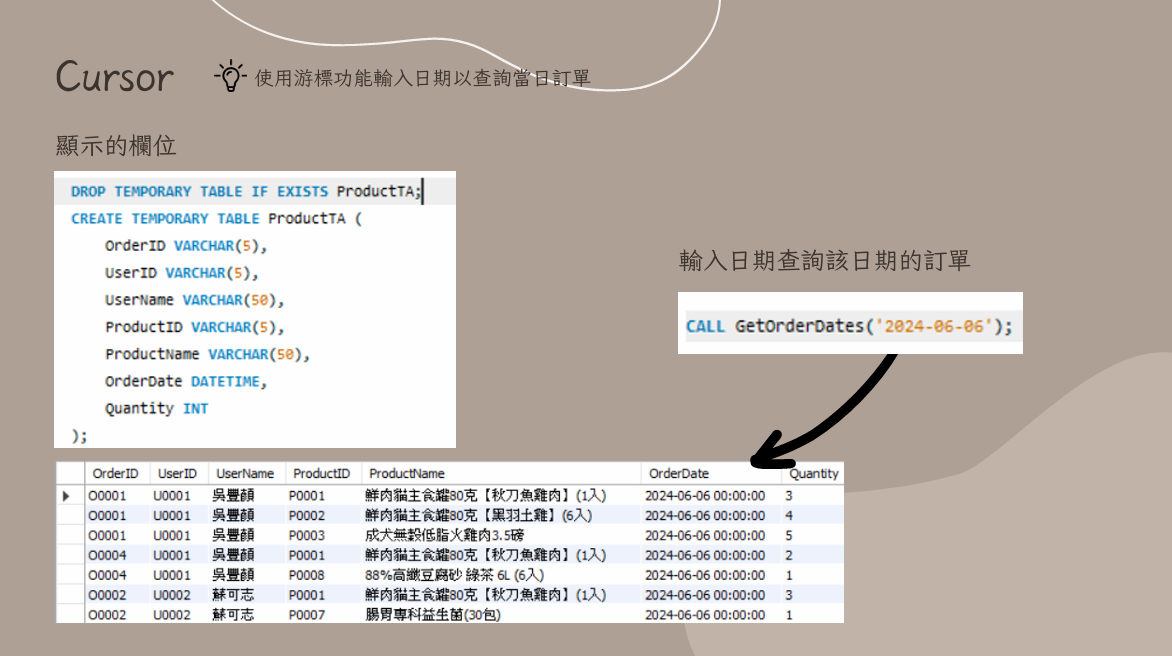 Cursor
使用游標功能輸入日期以查詢當日訂單
顯示的欄位
DROP TEMPORARY TABLE IF EXISTS ProductTA;
CREATE TEMPORARY TABLE ProductTA (
OrderID VARCHAR(5),
UserID VARCHAR(5),
UserName VARCHAR(50),
ProductID VARCHAR(5),
ProductName VARCHAR(50),
OrderDate DATETIME,
Quantity INT
);
輸入日期查詢該日期的訂單
CALL GetOrderDates('2024-06-06');
OrderID UserID UserName ProductID ProductName OrderDate Quantity
O0001 U0001 吳豐顏 P0001 鮮肉貓主食罐80克【秋刀魚雞肉】(1入) 2024-06-06 00:00:00 3
O0001 U0001 吳豐顏 P0002 鮮肉貓主食罐80克【黑羽土雞】(6入) 2024-06-06 00:00:00 4
O0001 U0001 吳豐顏 P0003 成犬無穀低脂火雞肉3.5磅 2024-06-06 00:00:00 5
O0004 U0001 吳豐顏 P0001 鮮肉貓主食罐80克【秋刀魚雞肉】(1入) 2024-06-06 00:00:00 2
O0004 U0001 吳豐顏 P0008 88%高纖豆腐砂 綠茶 6L (6入) 2024-06-06 00:00:00 1
O0002 U0002 蘇可志 P0001 鮮肉貓主食罐80克【秋刀魚雞肉】(1入) 2024-06-06 00:00:00 3
O0002 U0002 蘇可志 P0007 腸胃專科益生菌(30包) 2024-06-06 00:00:00 1